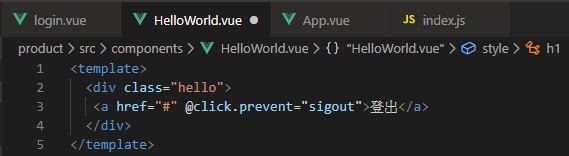 login.vue HelloWorld.vue App.vue JS index.js
product > src > components > HelloWorld.vue > {} "HelloWorld.vue" > style > h1
1 <template>
2 <div class="hello">
3 <a href="#" @click.prevent="sigout">登出</a>
4 </div>
5 </template>